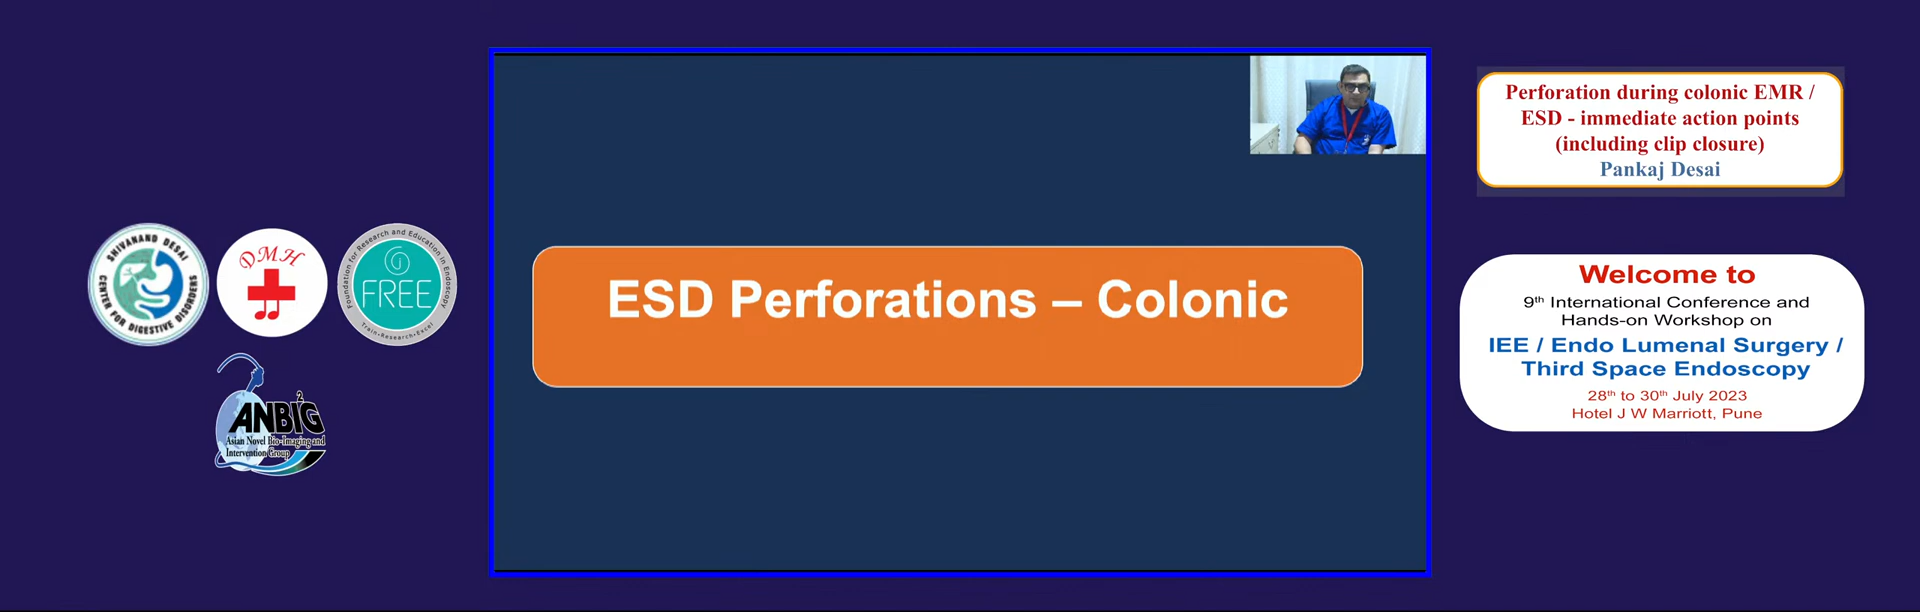 SHIVANAND DESAI
CENTER FOR DIGESTIVE DISORDERS
DMH
Foundation for Research and Education in Endoscopy
FREE
Train•Research•Excel
ANBI²G
Asian Novel Bio-Imaging and
Intervention Group
ESD Perforations – Colonic
Perforation during colonic EMR /
ESD - immediate action points
(including clip closure)
Pankaj Desai
Welcome to
9th International Conference and
Hands-on Workshop on
IEE / Endo Lumenal Surgery /
Third Space Endoscopy
28th to 30th July 2023
Hotel J W Marriott, Pune